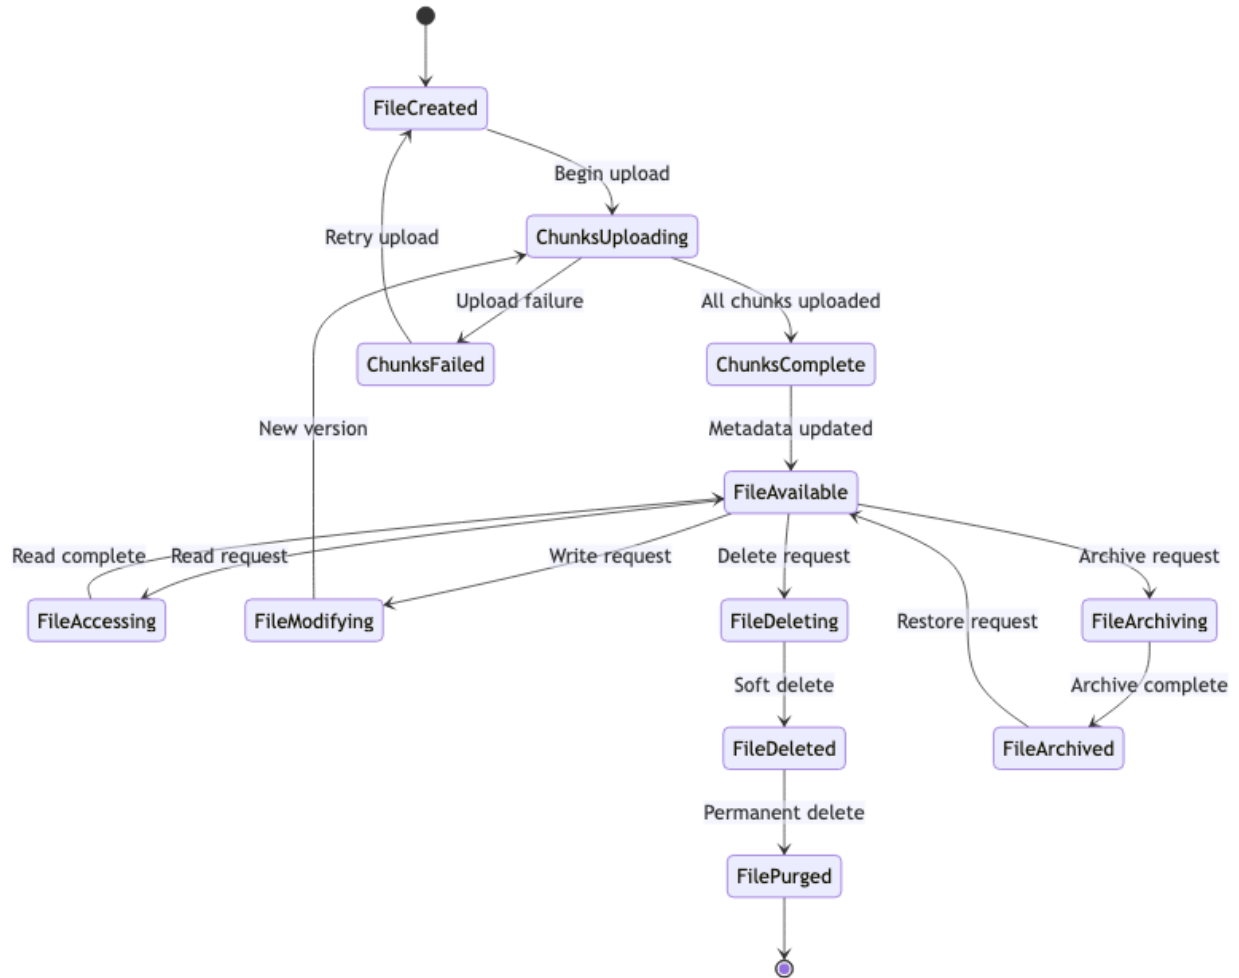 FileCreated
Begin upload
Retry upload
ChunksUploading
Upload failure
All chunks uploaded
ChunksFailed
ChunksComplete
New version
Metadata updated
FileAvailable
Read complete
Read request
Write request
Delete request
Archive request
FileAccessing
FileModifying
FileDeleting
Restore request
FileArchiving
Soft delete
Archive complete
FileDeleted
FileArchived
Permanent delete
FilePurged